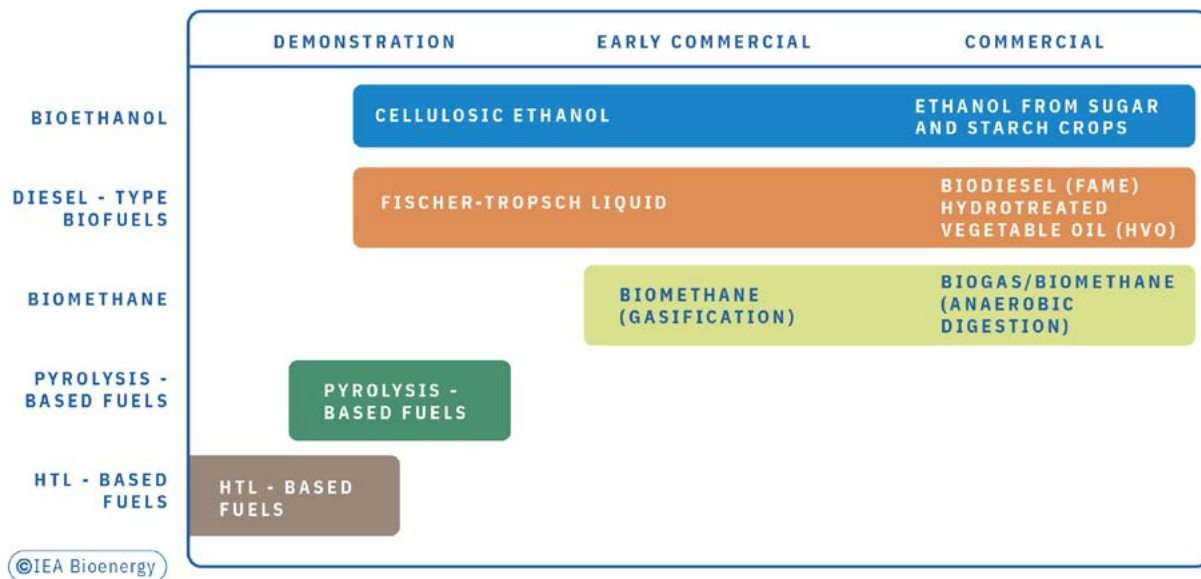 DEMONSTRATION EARLY COMMERCIAL COMMERCIAL
BIOETHANOL
CELLULOSIC ETHANOL
ETHANOL FROM SUGAR
AND STARCH CROPS
DIESEL - TYPE
BIOFUELS
FISCHER-TROPSCH LIQUID
BIODIESEL (FAME)
HYDROTREATED
VEGETABLE OIL (HVO)
BIOMETHANE
BIOMETHANE
(GASIFICATION)
BIOGAS/BIOMETHANE
(ANAEROBIC
DIGESTION)
PYROLYSIS -
BASED FUELS
PYROLYSIS -
BASED FUELS
HTL - BASED
FUELS
HTL - BASED
FUELS
©IEA Bioenergy